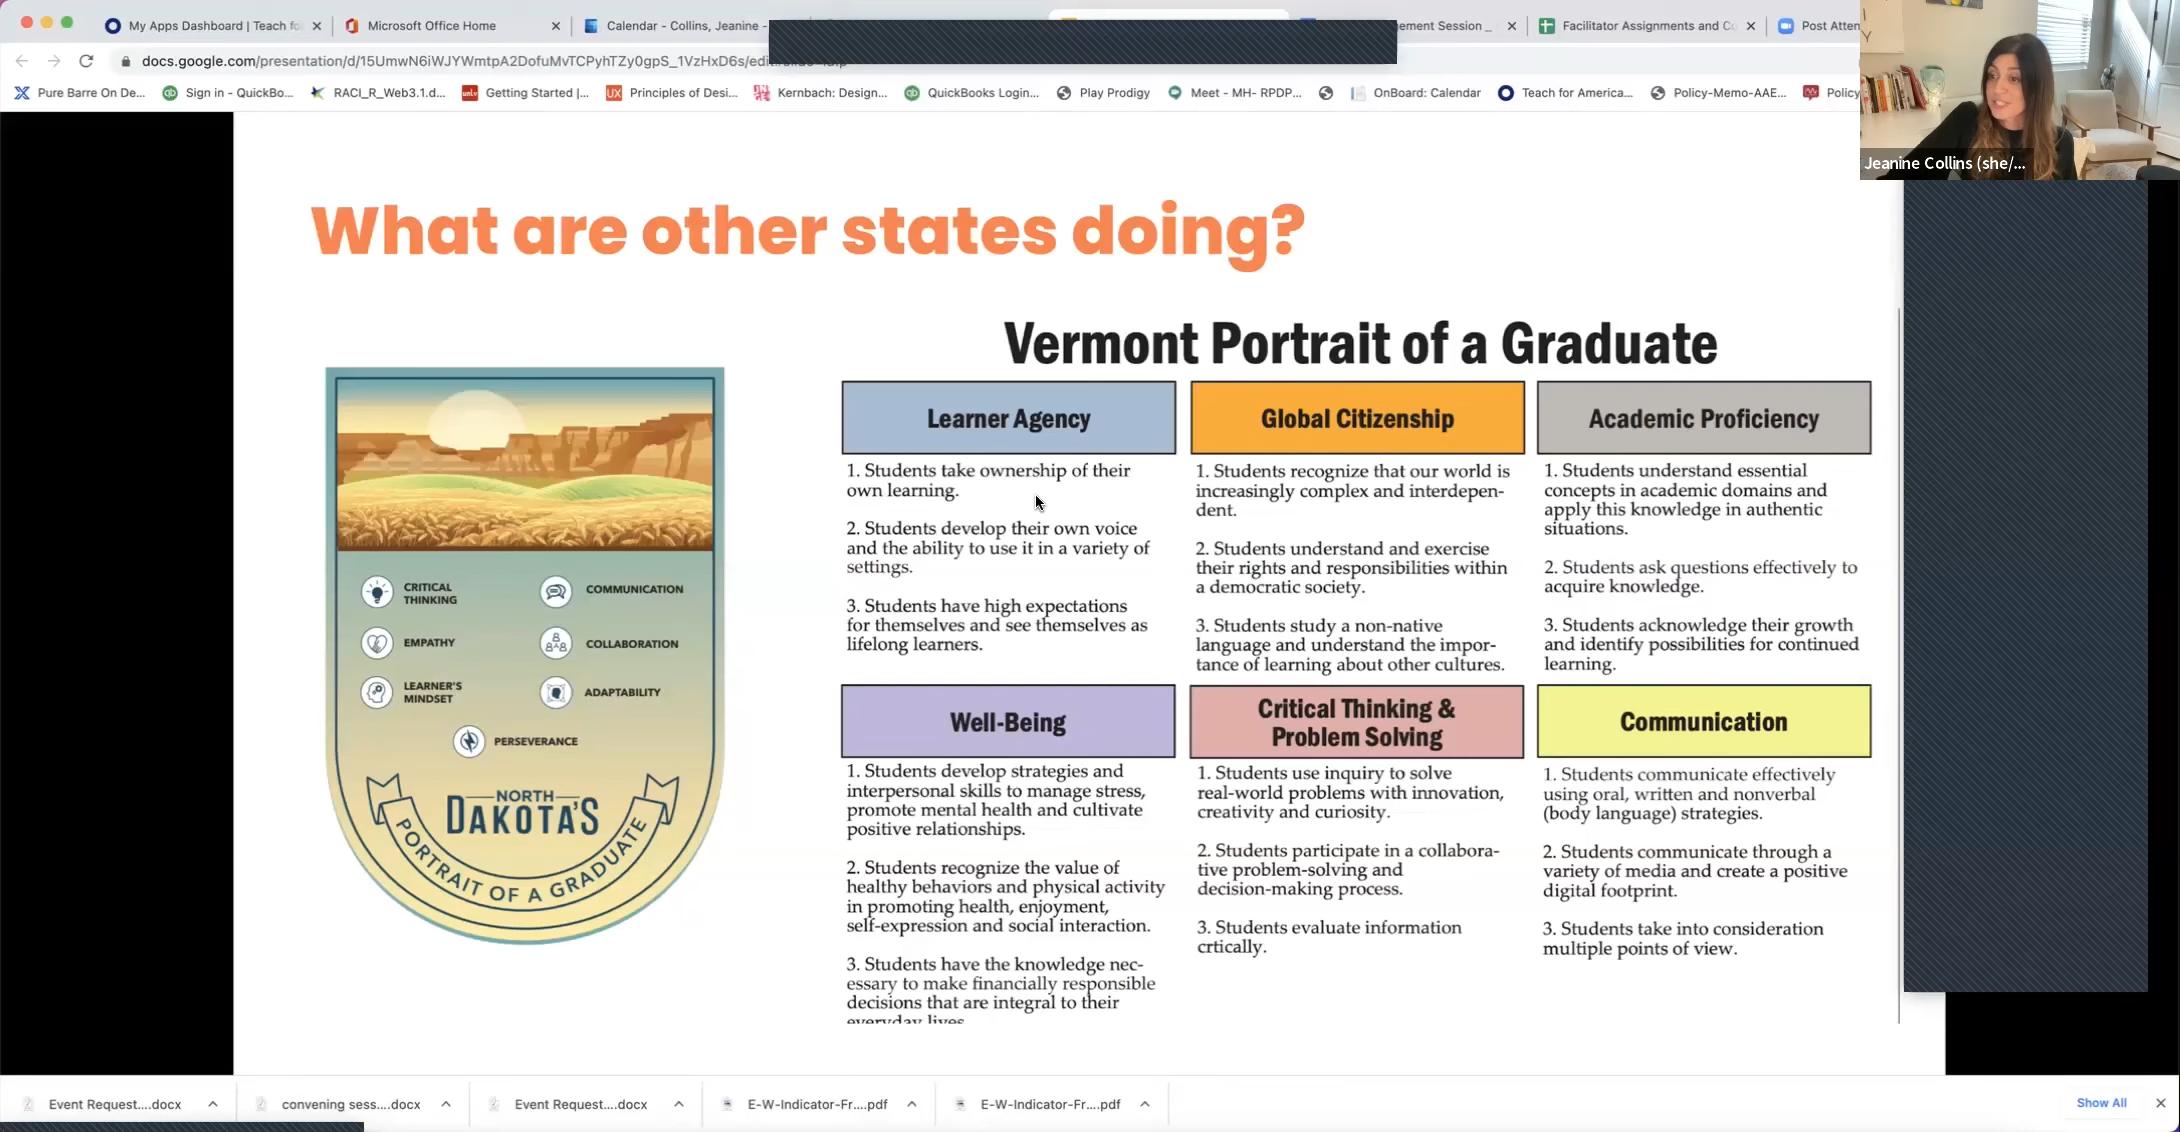 My Apps Dashboard | Teach fo
Microsoft Office Home
Calendar - Collins, Jeanine -
ement Session _
Facilitator Assignments and Co
Post Atten
docs.google.com/presentation/d/15UmwN6iWJYWmtpA2DofuMvTCPyhTZy0gpS_1VzHxD6s/edit
Pure Barre On De...
Sign in - QuickBo...
RACI_R_Web3.1.d...
Getting Started |...
UX Principles of Desi...
Kernbach: Design...
QuickBooks Login...
Play Prodigy
Meet - MH- RPDP...
OnBoard: Calendar
Teach for America...
Policy-Memo-AAE...
Policy
Jeanine Collins (she/...
What are other states doing?
CRITICAL
THINKING
COMMUNICATION
EMPATHY
COLLABORATION
LEARNER'S
MINDSET
ADAPTABILITY
PERSEVERANCE
NORTH
DAKOTA'S
PORTRAIT OF A GRADUATE
Vermont Portrait of a Graduate
Learner Agency
1. Students take ownership of their
own learning.
2. Students develop their own voice
and the ability to use it in a variety of
settings.
3. Students have high expectations
for themselves and see themselves as
lifelong learners.
Global Citizenship
1. Students recognize that our world is
increasingly complex and interdepen-
dent.
2. Students understand and exercise
their rights and responsibilities within
a democratic society.
3. Students study a non-native
language and understand the impor-
tance of learning about other cultures.
Academic Proficiency
1. Students understand essential
concepts in academic domains and
apply this knowledge in authentic
situations.
2. Students ask questions effectively to
acquire knowledge.
3. Students acknowledge their growth
and identify possibilities for continued
learning.
Well-Being
1. Students develop strategies and
interpersonal skills to manage stress,
promote mental health and cultivate
positive relationships.
2. Students recognize the value of
healthy behaviors and physical activity
in promoting health, enjoyment,
self-expression and social interaction.
3. Students have the knowledge nec-
essary to make financially responsible
decisions that are integral to their
everyday lives.
Critical Thinking &
Problem Solving
1. Students use inquiry to solve
real-world problems with innovation,
creativity and curiosity.
2. Students participate in a collabora-
tive problem-solving and
decision-making process.
3. Students evaluate information
crtically.
Communication
1. Students communicate effectively
using oral, written and nonverbal
(body language) strategies.
2. Students communicate through a
variety of media and create a positive
digital footprint.
3. Students take into consideration
multiple points of view.
Event Request....docx
convening sess....docx
Event Request....docx
E-W-Indicator-Fr....pdf
E-W-Indicator-Fr....pdf
Show All